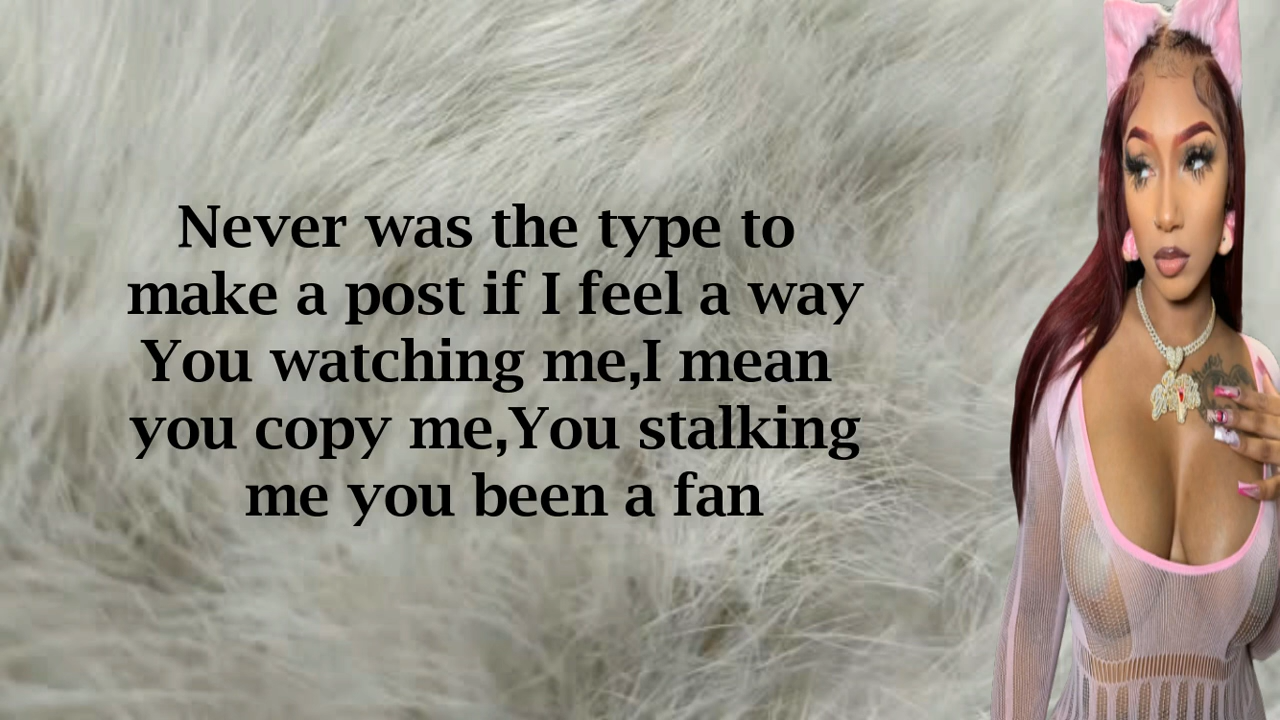 Never was the type to
make a post if I feel a way
You watching me,I mean
you copy me,You stalking
me you been a fan